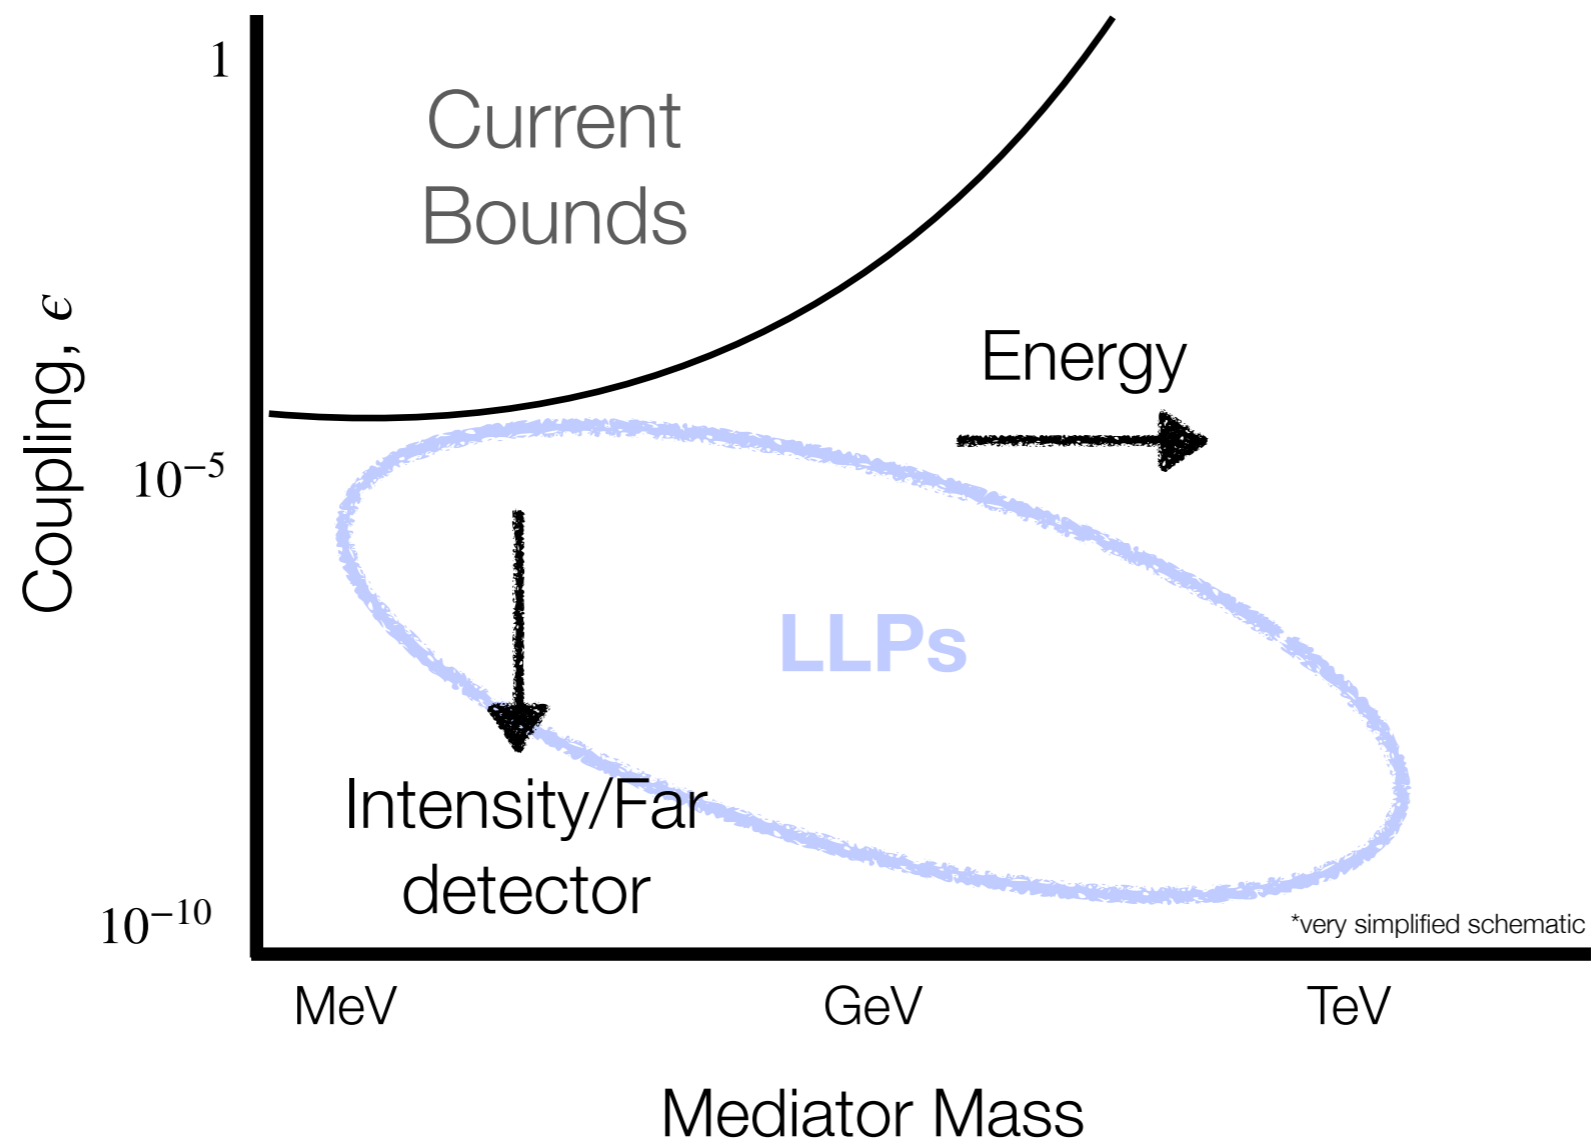 1
Current
Bounds
Energy
Coupling, ϵ
10⁻⁵
LLPs
Intensity/Far
detector
10⁻¹⁰
*very simplified schematic
MeV
GeV
TeV
Mediator Mass